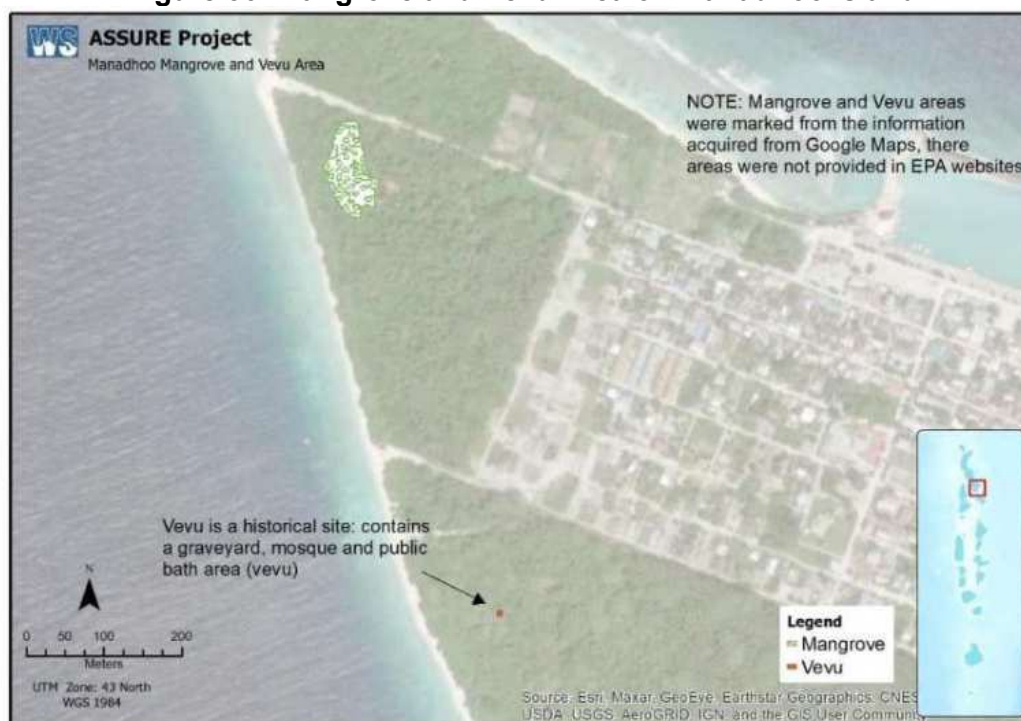 WS ASSURE Project
Manadhoo Mangrove and Vevu Area
NOTE: Mangrove and Vevu areas
were marked from the information
acquired from Google Maps, there
areas were not provided in EPA websites
Vevu is a historical site: contains
a graveyard, mosque and public
bath area (vevu)
N
0 50 100 200
Meters
UTM Zone: 43 North
WGS 1984
Legend
Mangrove
Vevu
Source: Esri, Maxar, GeoEye, Earthstar Geographics, CNES
USDA, USGS, AeroGRID, IGN, and the GIS User Community